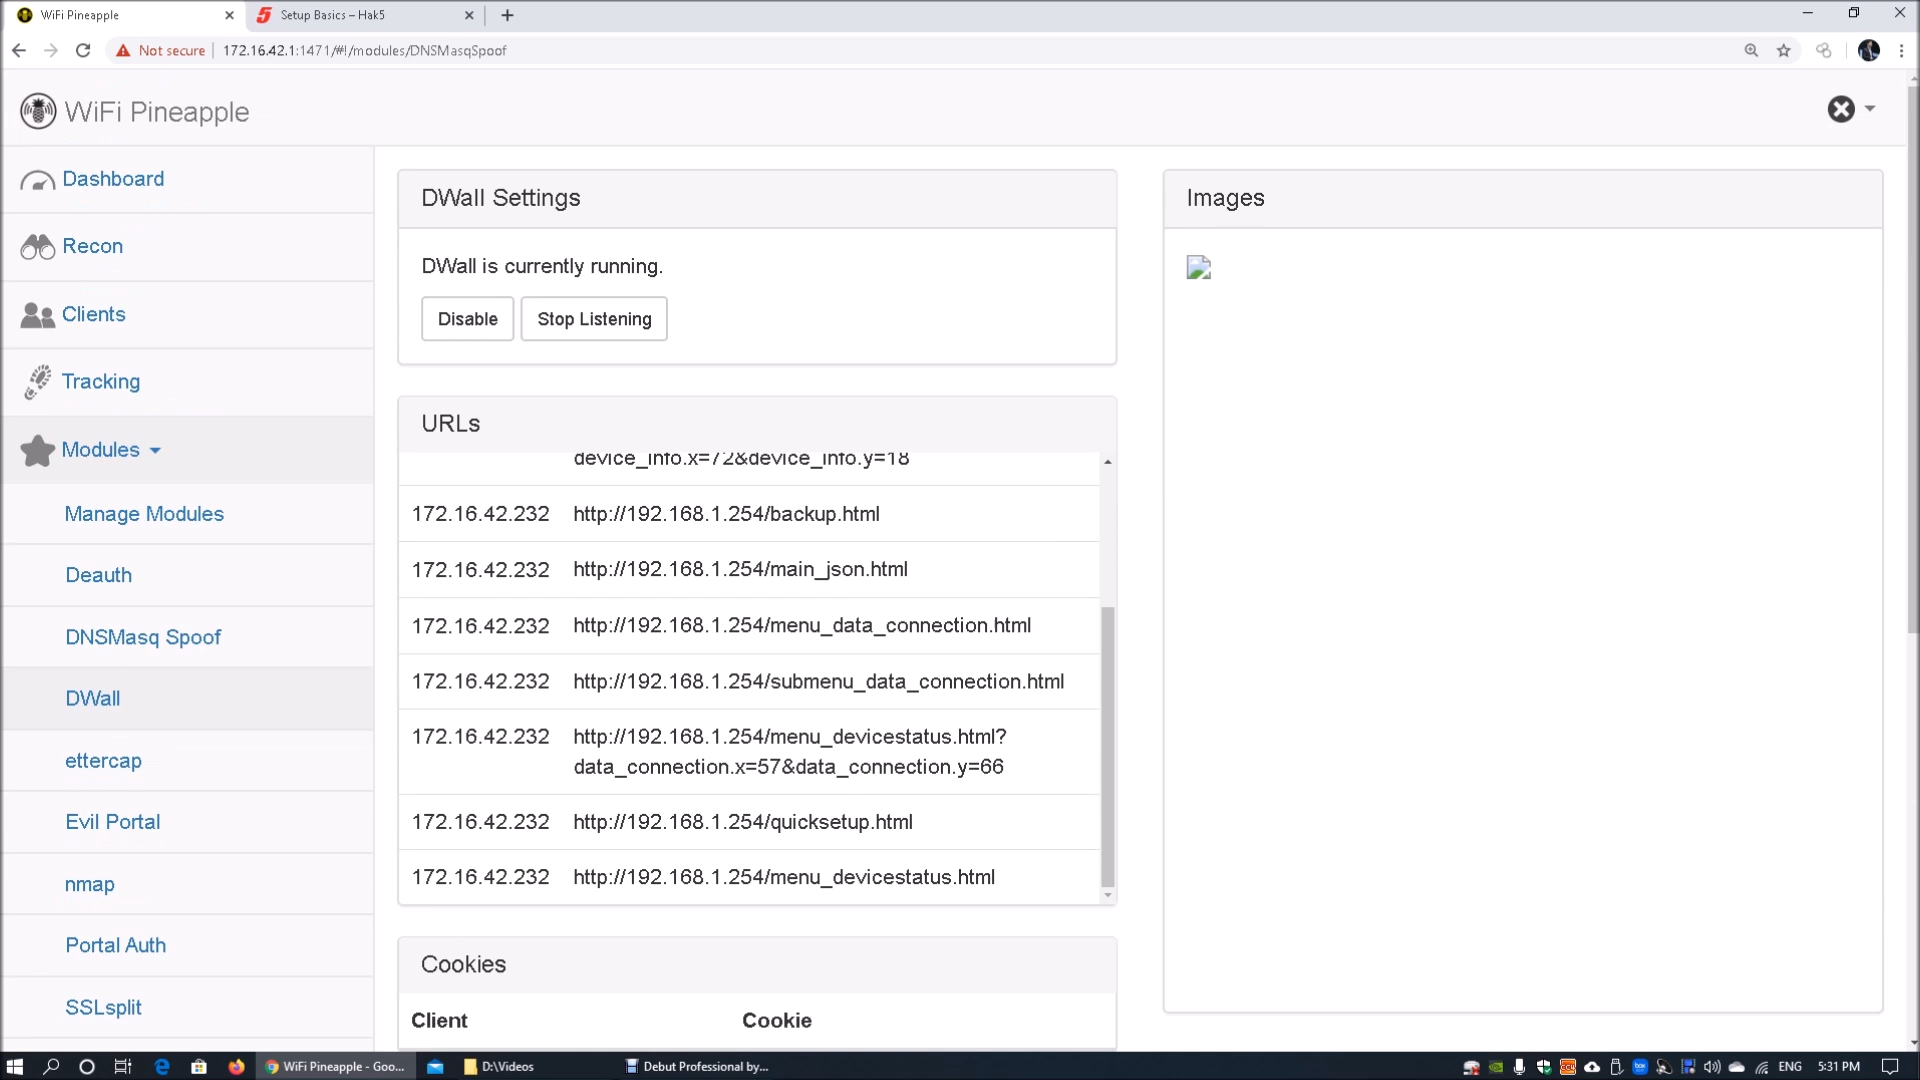 WiFi Pineapple
Setup Basics – Hak5
Not secure
172.16.42.1:1471/#!/modules/DNSMasqSpoof
WiFi Pineapple
Dashboard
Recon
Clients
Tracking
Modules
Manage Modules
Deauth
DNSMasq Spoof
DWall
ettercap
Evil Portal
nmap
Portal Auth
SSLsplit
DWall Settings
DWall is currently running.
Disable
Stop Listening
URLs
device_info.x=72&device_info.y=18
172.16.42.232 http://192.168.1.254/backup.html
172.16.42.232 http://192.168.1.254/main_json.html
172.16.42.232 http://192.168.1.254/menu_data_connection.html
172.16.42.232 http://192.168.1.254/submenu_data_connection.html
172.16.42.232 http://192.168.1.254/menu_devicestatus.html?
data_connection.x=57&data_connection.y=66
172.16.42.232 http://192.168.1.254/quicksetup.html
172.16.42.232 http://192.168.1.254/menu_devicestatus.html
Cookies
Client Cookie
Images
WiFi Pineapple - Goo...
D:\Videos
Debut Professional by...
ENG
5:31 PM